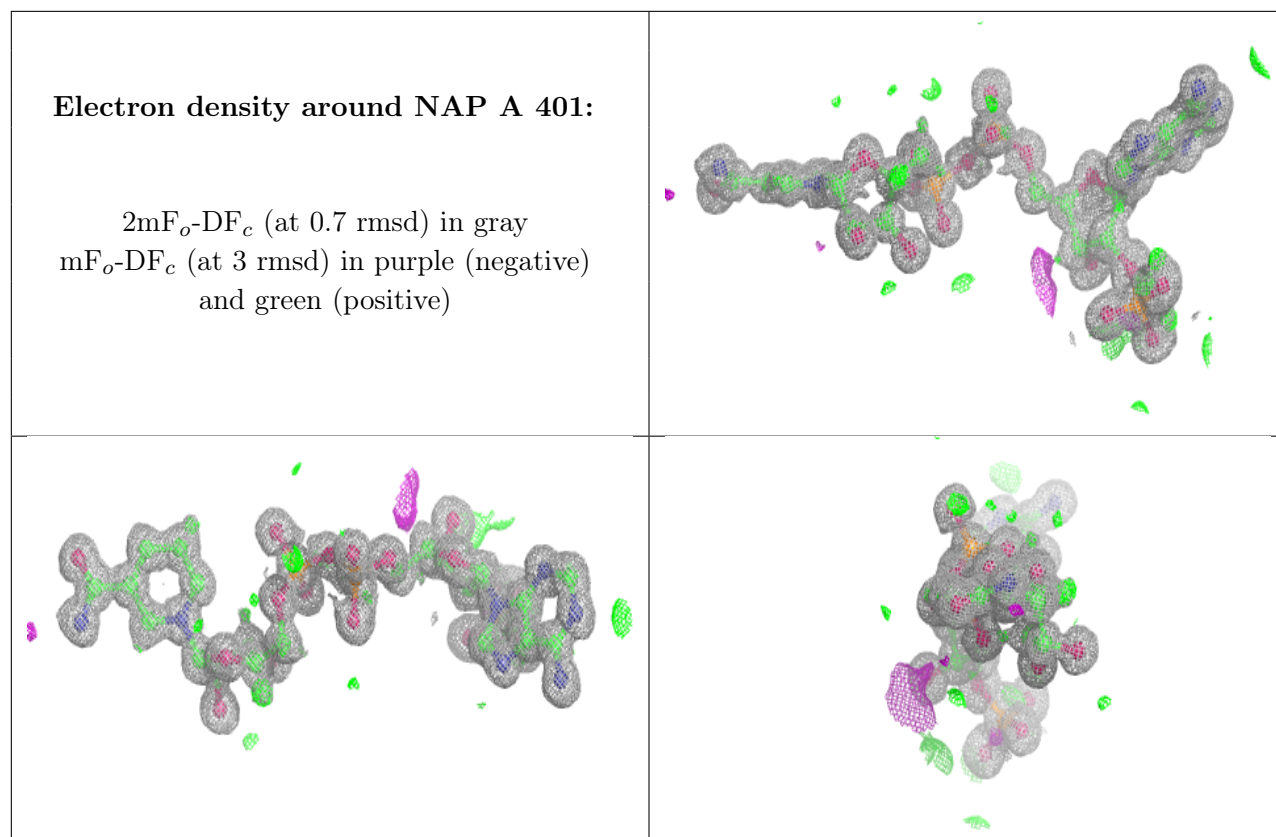 Electron density around NAP A 401:
2mFo-DFc (at 0.7 rmsd) in gray
mFo-DFc (at 3 rmsd) in purple (negative)
and green (positive)